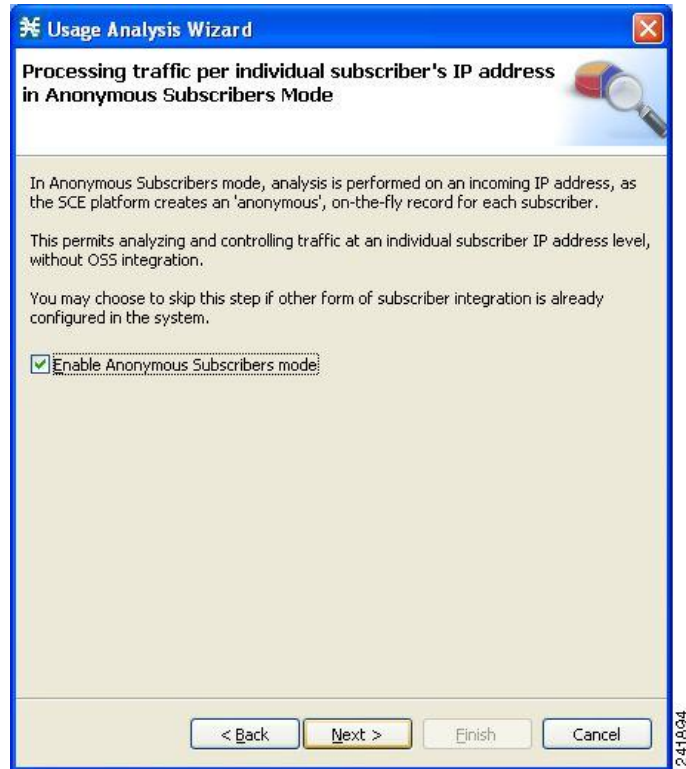 Usage Analysis Wizard
Processing traffic per individual subscriber's IP address
in Anonymous Subscribers Mode
In Anonymous Subscribers mode, analysis is performed on an incoming IP address, as
the SCE platform creates an 'anonymous', on-the-fly record for each subscriber.
This permits analyzing and controlling traffic at an individual subscriber IP address level,
without OSS integration.
You may choose to skip this step if other form of subscriber integration is already
configured in the system.
Enable Anonymous Subscribers mode
< Back Next > Finish Cancel
241894